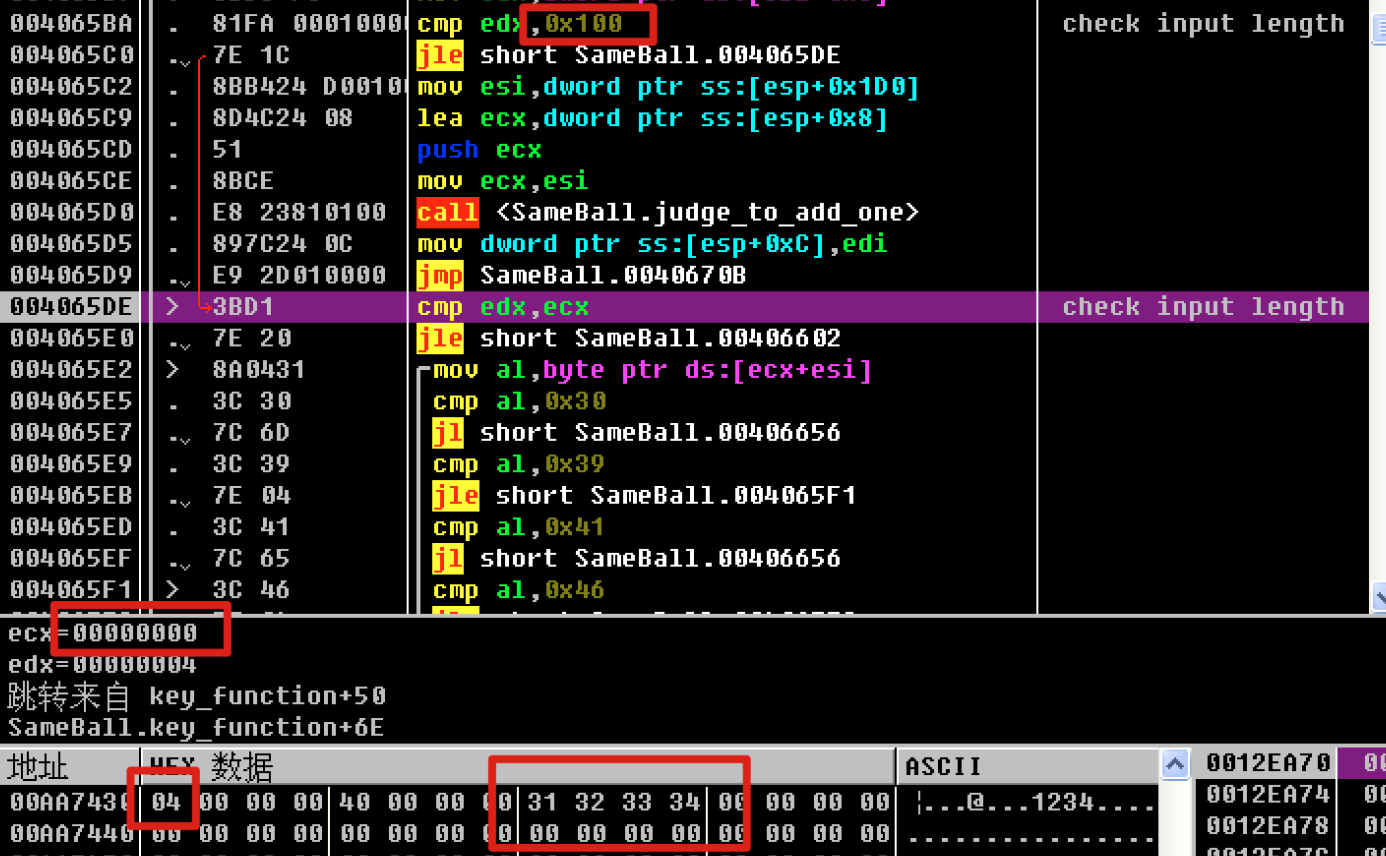 004065BA . 81FA 00010000 cmp edx,0x100 check input length
004065C0 .ˇ 7E 1C jle short SameBall.004065DE
004065C2 . 8BB424 D00100 mov esi,dword ptr ss:[esp+0x1D0]
004065C9 . 8D4C24 08 lea ecx,dword ptr ss:[esp+0x8]
004065CD . 51 push ecx
004065CE . 8BCE mov ecx,esi
004065D0 . E8 23810100 call <SameBall.judge_to_add_one>
004065D5 . 897C24 0C mov dword ptr ss:[esp+0xC],edi
004065D9 .ˇ E9 2D010000 jmp SameBall.0040670B
004065DE > 3BD1 cmp edx,ecx check input length
004065E0 .ˇ 7E 20 jle short SameBall.00406602
004065E2 > 8A0431 mov al,byte ptr ds:[ecx+esi]
004065E5 . 3C 30 cmp al,0x30
004065E7 .ˇ 7C 6D jl short SameBall.00406656
004065E9 . 3C 39 cmp al,0x39
004065EB .ˇ 7E 04 jle short SameBall.004065F1
004065ED . 3C 41 cmp al,0x41
004065EF .ˇ 7C 65 jl short SameBall.00406656
004065F1 > 3C 46 cmp al,0x46
ecx=00000000
edx=00000004
跳转来自 key_function+50
SameBall.key_function+6E
地址 HEX 数据 ASCII 0012EA70
00AA7430 04 00 00 00 40 00 00 00 31 32 33 34 00 00 00 00 ¦...@...1234.... 0012EA74
00AA7440 00 00 00 00 00 00 00 00 00 00 00 00 00 00 00 00 ................ 0012EA78